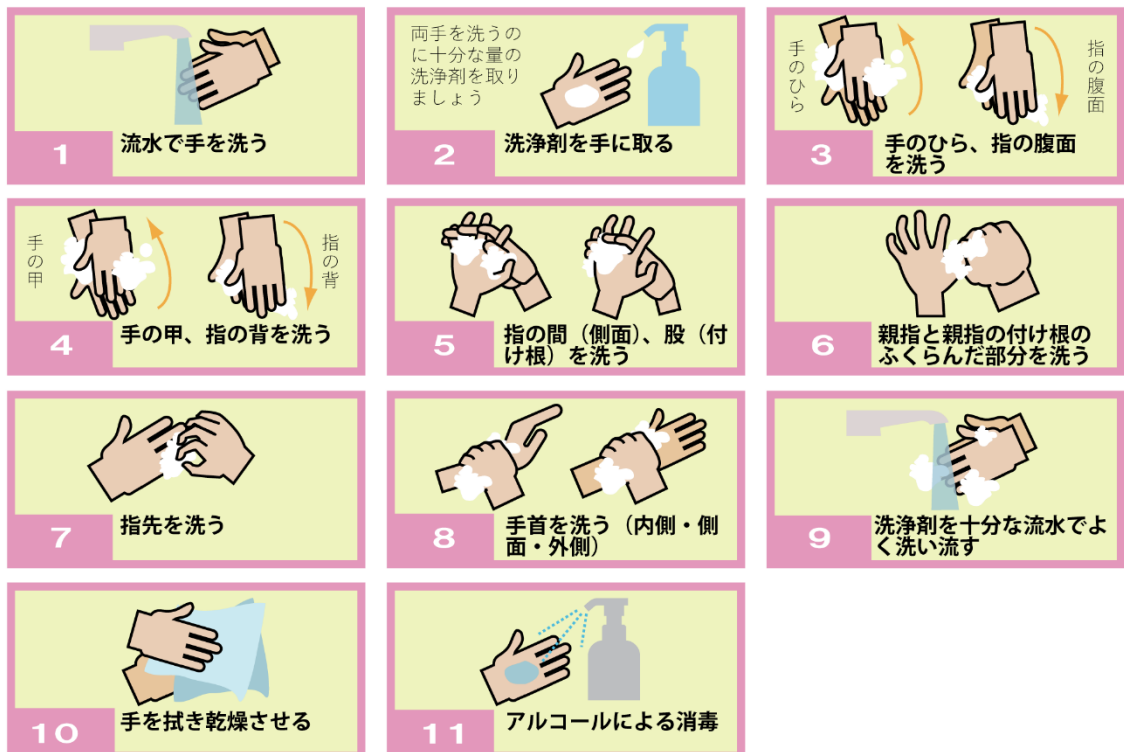 流水で手を洗う
1
両手を洗うの
に十分な量の
洗浄剤を取り
ましょう
洗浄剤を手に取る
2
手のひら
指の腹面
手のひら、指の腹面
を洗う
3
手の甲
指の背
手の甲、指の背を洗う
4
指の間（側面）、股（付
け根）を洗う
5
親指と親指の付け根の
ふくらんだ部分を洗う
6
指先を洗う
7
手首を洗う（内側・側
面・外側）
8
洗浄剤を十分な流水でよ
く洗い流す
9
手を拭き乾燥させる
10
アルコールによる消毒
11